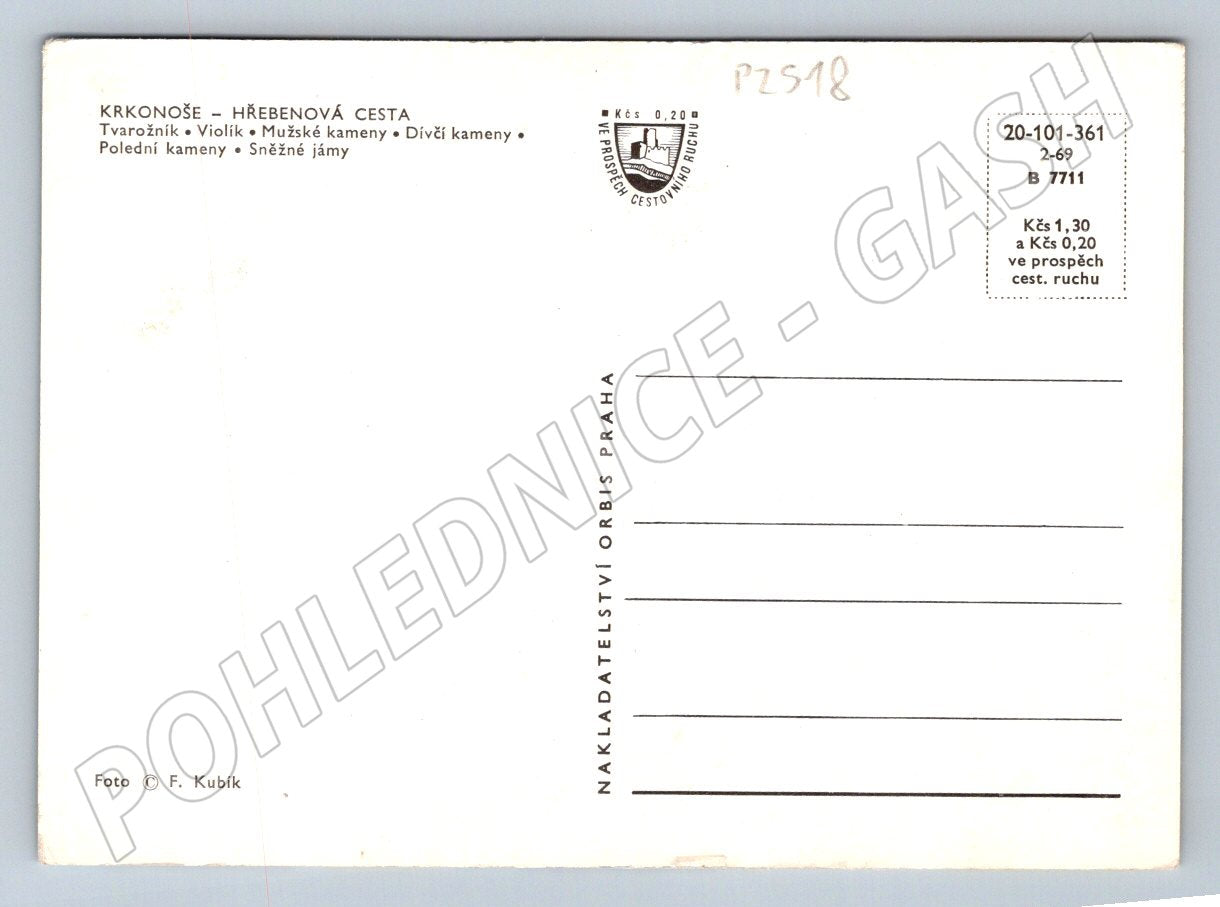 KRKONOŠE – HŘEBENOVÁ CESTA
Tvarožník • Violík • Mužské kameny • Dívčí kameny •
Polední kameny • Sněžné jámy
PZ518
Kčs 0,20
VE PROSPĚCH CESTOVNÍHO RUCHU
20-101-361
2-69
B 7711
Kčs 1,30
a Kčs 0,20
ve prospěch
cest. ruchu
NAKLADATELSTVÍ ORBIS PRAHA
Foto © F. Kubík
POHLEDNICE - GASH